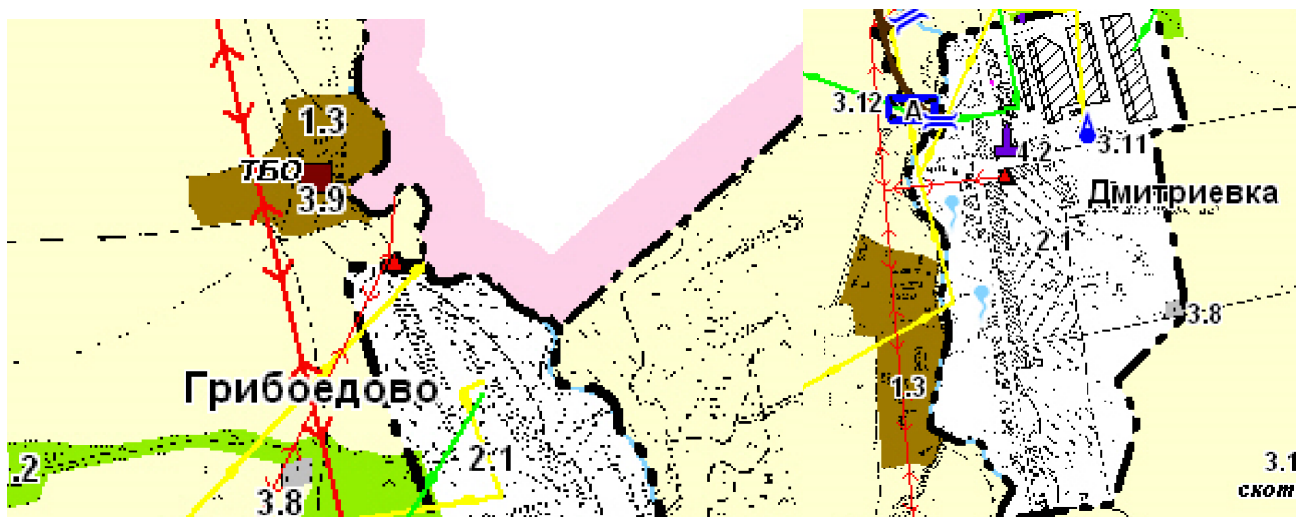 1.3
ТБО
3.9
Грибоедово
.2
2.1
3.8
3.12
А
4.2
3.11
Дмитриевка
2.1
3.8
1.3
3.1
скот